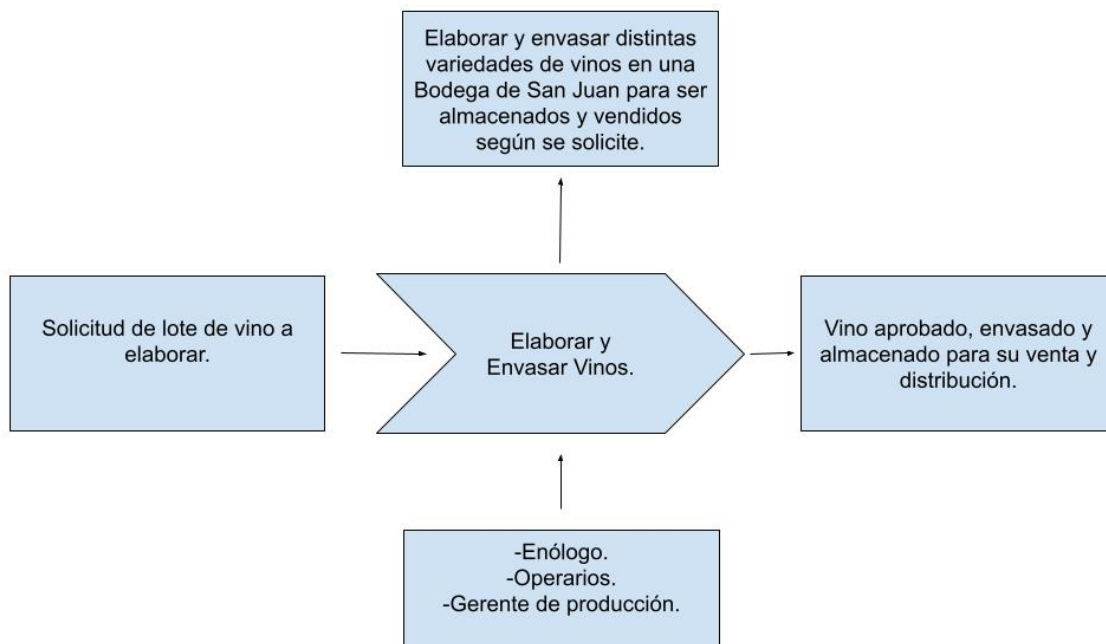 Elaborar y envasar distintas
variedades de vinos en una
Bodega de San Juan para ser
almacenados y vendidos
según se solicite.
Solicitud de lote de vino a
elaborar.
Elaborar y
Envasar Vinos.
Vino aprobado, envasado y
almacenado para su venta y
distribución.
-Enólogo.
-Operarios.
-Gerente de producción.